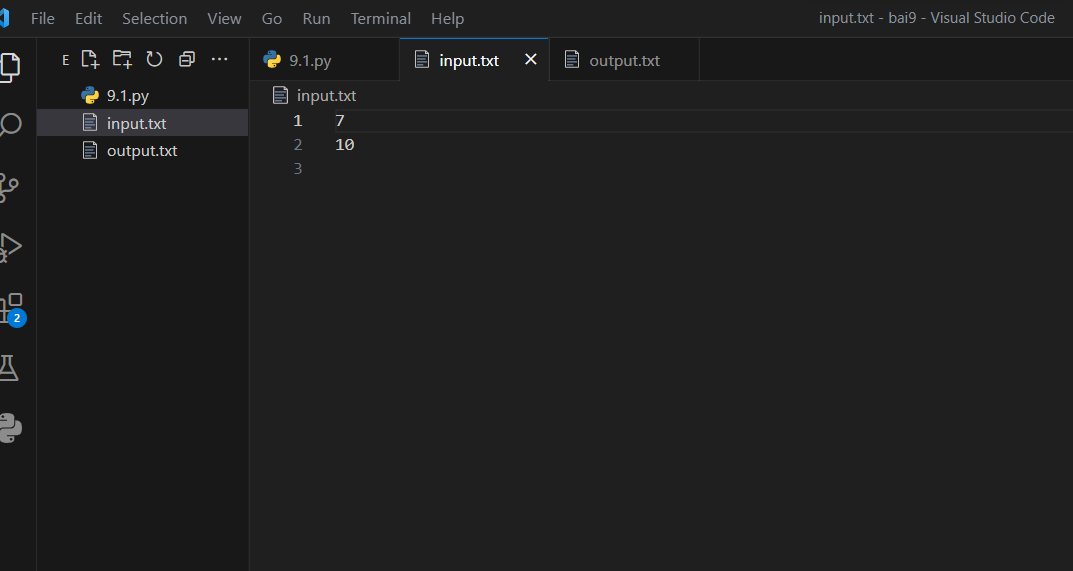 File Edit Selection View Go Run Terminal Help input.txt - bai9 - Visual Studio Code
E 9.1.py input.txt output.txt
9.1.py
input.txt
output.txt
input.txt
1 7
2 10
3
2